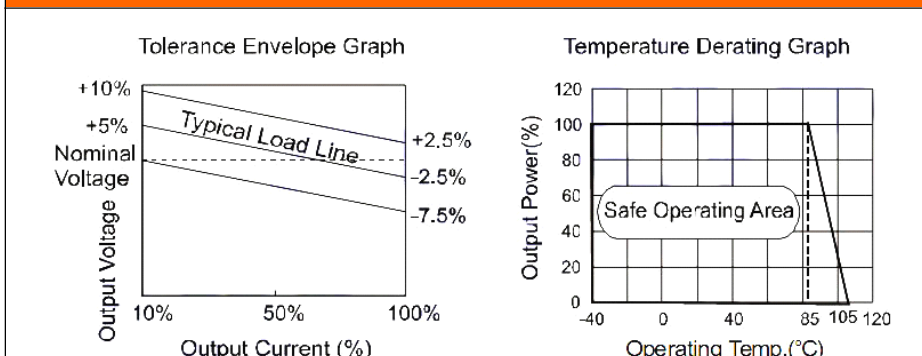 Tolerance Envelope Graph
+10%
+5%
Nominal
Voltage
Typical Load Line
+2.5%
-2.5%
-7.5%
Output Voltage
10% 50% 100%
Output Current (%)
Temperature Derating Graph
120
100
80
60
40
20
0
Output Power(%)
Safe Operating Area
-40 0 40 85 105 120
Operating Temp.(°C)